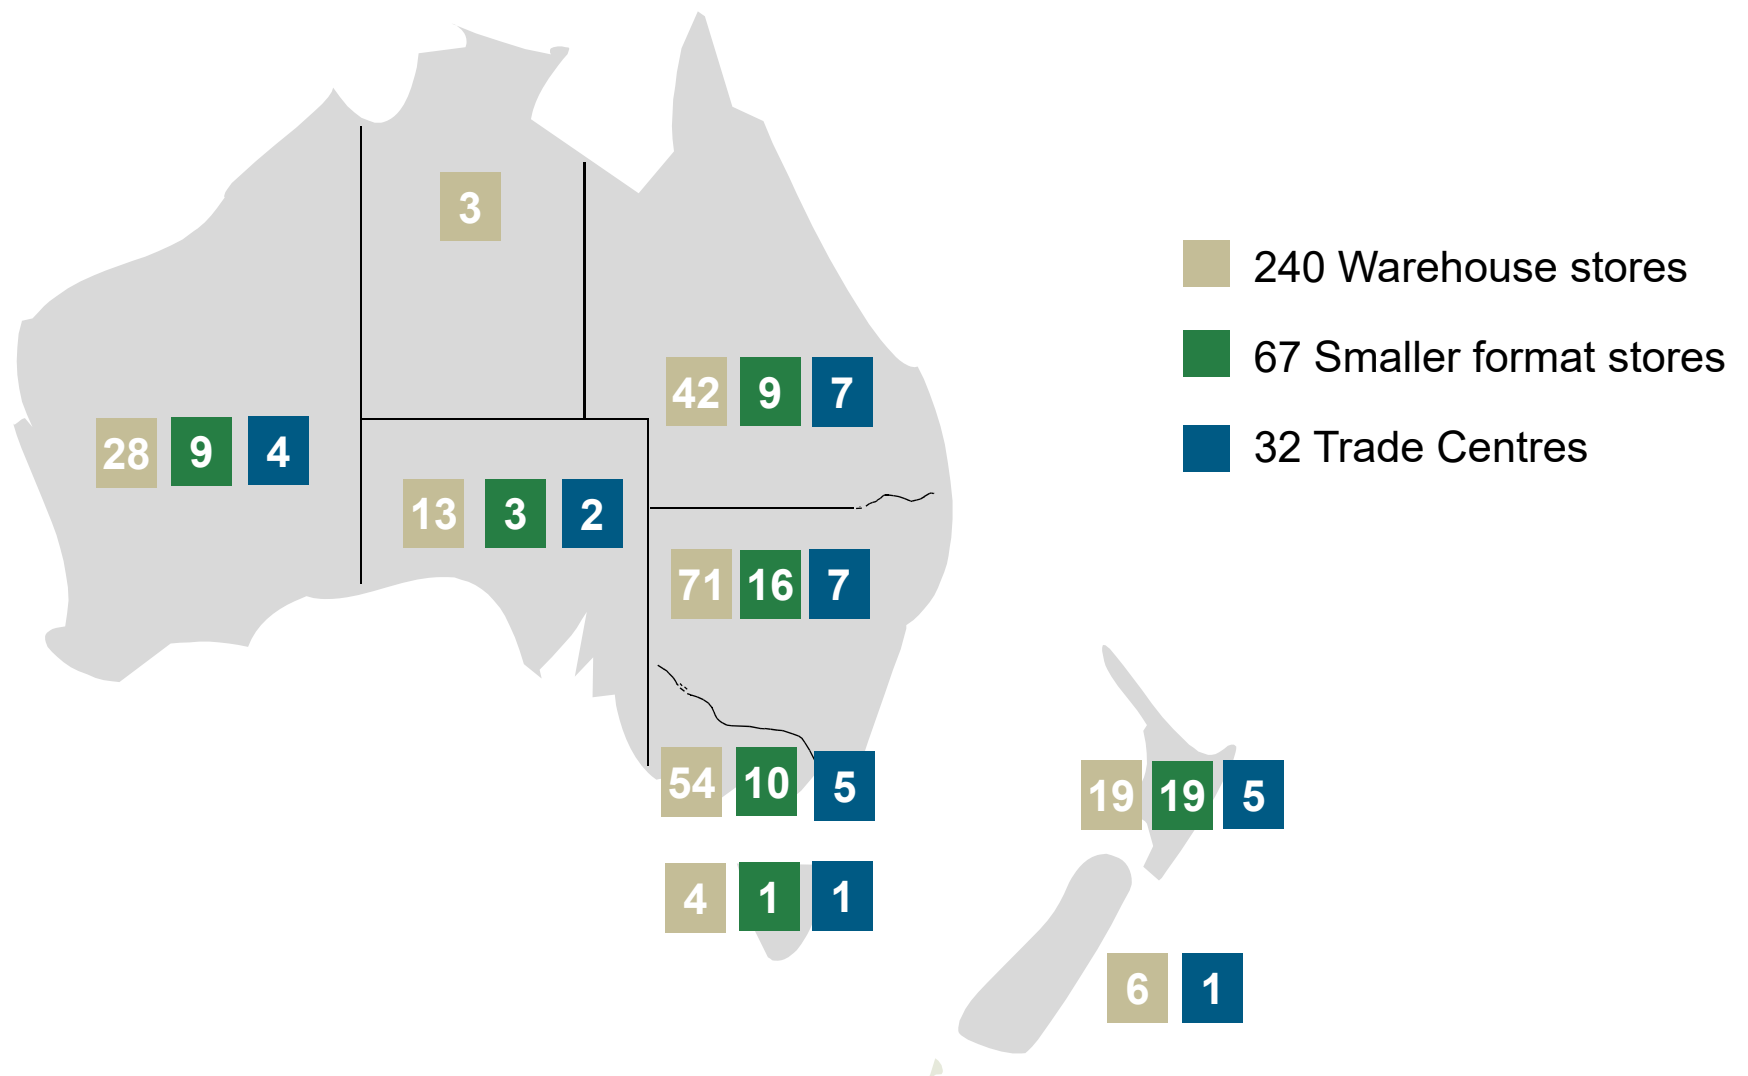 3
240 Warehouse stores
67 Smaller format stores
32 Trade Centres
42 9 7
28 9 4
13 3 2
71 16 7
54 10 5
19 19 5
4 1 1
6 1